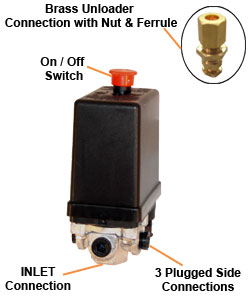 Brass Unloader
Connection with Nut & Ferrule
On / Off
Switch
INLET
Connection
3 Plugged Side
Connections